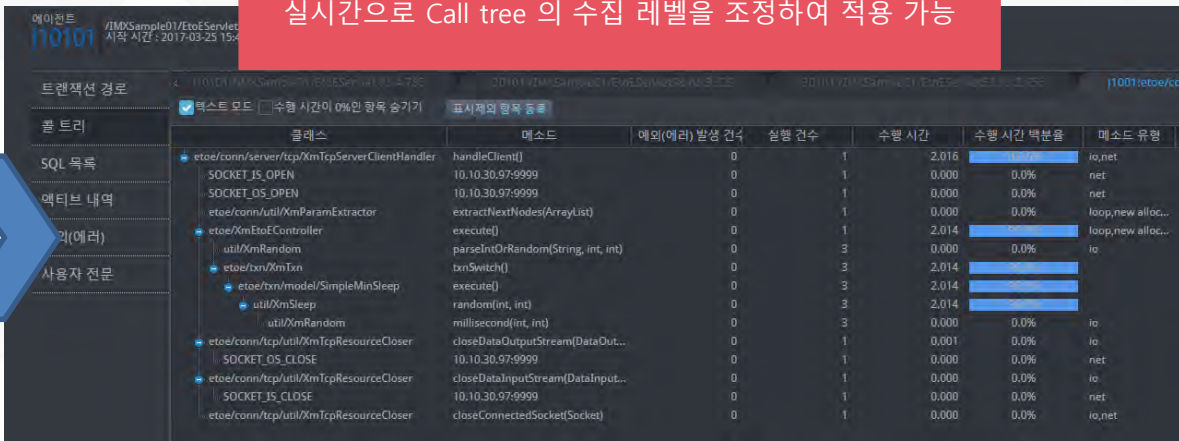 실시간으로 Call tree 의 수집 레벨을 조정하여 적용 가능
에이전트
j10101
/IMXSample01/EtoEServlet
시작 시간 : 2017-03-25 15:4
트랜잭션 경로
콜 트리
SQL 목록
액티브 내역
외(에러)
사용자 전문
j1001:etoe/co
텍스트 모드 수행 시간이 0%인 항목 숨기기 표시제외 항목 등록
클래스 메소드 예외(에러) 발생 건수 실행 건수 수행 시간 수행 시간 백분율 메소드 유형
etoe/conn/server/tcp/XmTcpServerClientHandler handleClient() 0 1 2.016 io,net
SOCKET_IS_OPEN 10.10.30.97:9999 0 1 0.000 0.0% net
SOCKET_OS_OPEN 10.10.30.97:9999 0 1 0.000 0.0% net
etoe/conn/util/XmParamExtractor extractNextNodes(ArrayList) 0 1 0.000 0.0% loop,new alloc...
etoe/XmEtoEController execute() 0 1 2.014 loop,new alloc...
util/XmRandom parseIntOrRandom(String, int, int) 0 3 0.000 0.0% io
etoe/txn/XmTxn txnSwitch() 0 3 2.014
etoe/txn/model/SimpleMinSleep execute() 0 3 2.014
util/XmSleep random(int, int) 0 3 2.014
util/XmRandom millisecond(int, int) 0 3 0.000 0.0% io
etoe/conn/tcp/util/XmTcpResourceCloser closeDataOutputStream(DataOut... 0 1 0.001 0.0% io
SOCKET_OS_CLOSE 10.10.30.97:9999 0 1 0.000 0.0% net
etoe/conn/tcp/util/XmTcpResourceCloser closeDataInputStream(DataInput... 0 1 0.000 0.0% io
SOCKET_IS_CLOSE 10.10.30.97:9999 0 1 0.000 0.0% net
etoe/conn/tcp/util/XmTcpResourceCloser closeConnectedSocket(Socket) 0 1 0.000 0.0% io,net